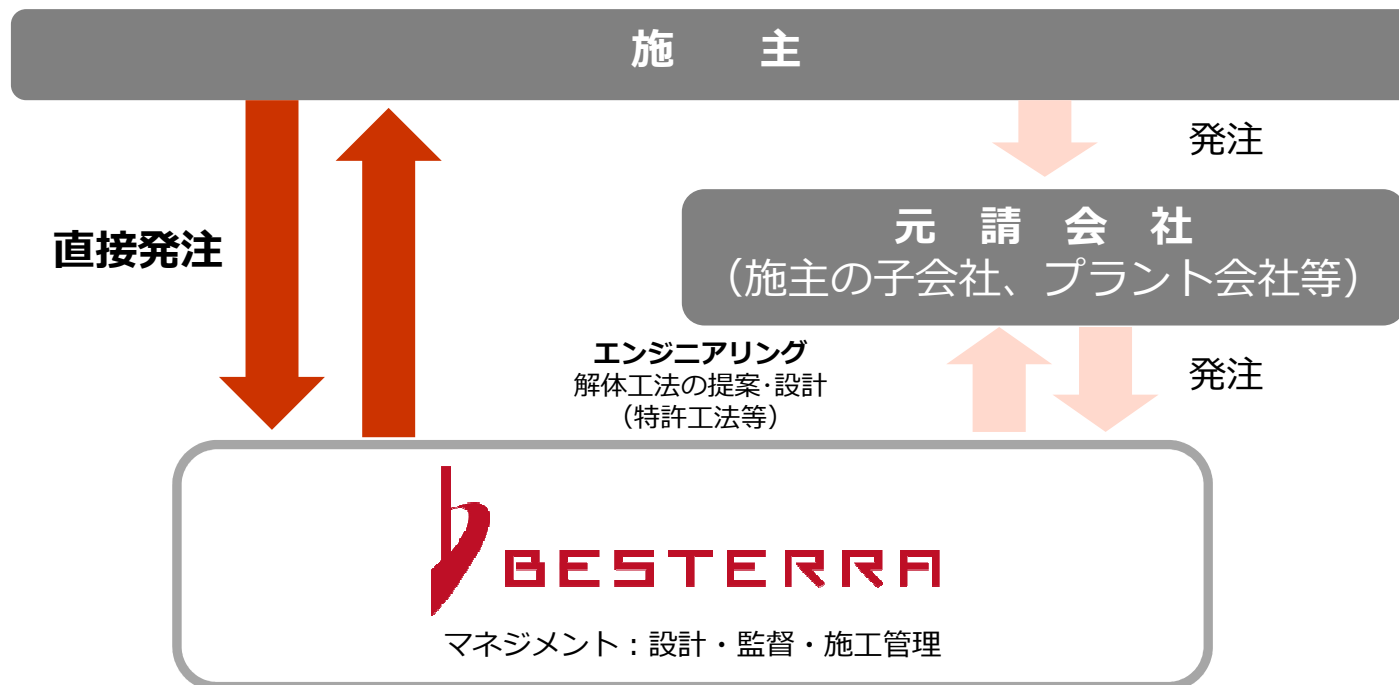 施　主
発注
元 請 会 社
（施主の子会社、プラント会社等）
直接発注
エンジニアリング
解体工法の提案･設計
（特許工法等）
発注
BESTERRA
マネジメント：設計・監督・施工管理